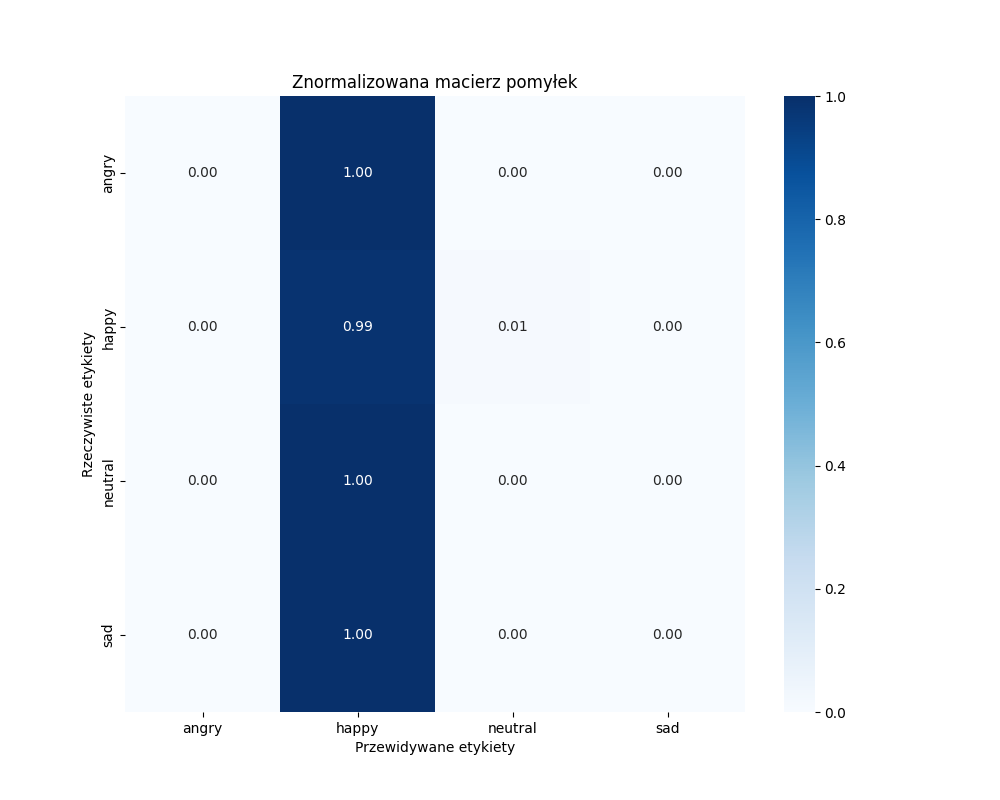 Znormalizowana macierz pomyłek
1.0
angry
0.00 1.00 0.00 0.00
0.8
happy
0.00 0.99 0.01 0.00
0.6
Rzeczywiste etykiety
neutral
0.00 1.00 0.00 0.00
0.4
0.2
sad
0.00 1.00 0.00 0.00
0.0
angry happy neutral sad
Przewidywane etykiety